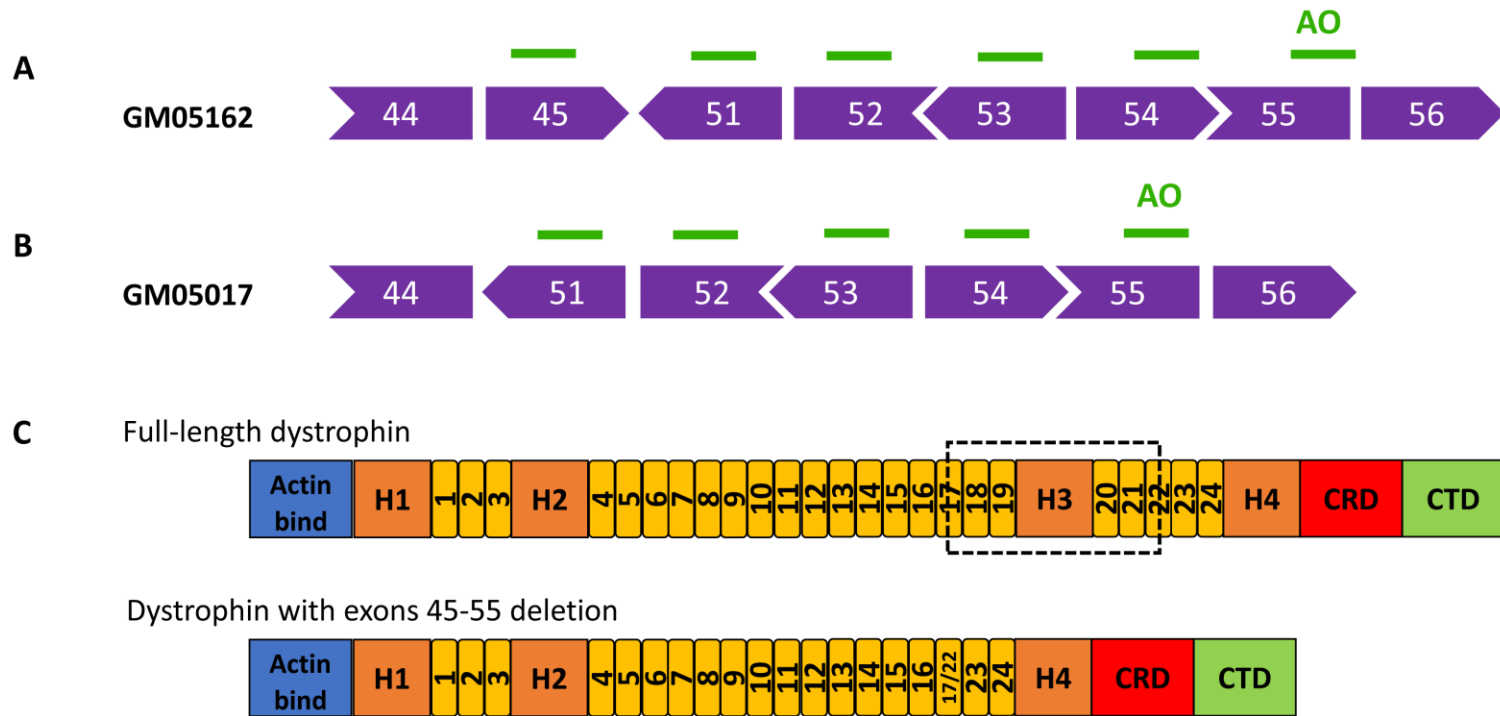 AO
A
GM05162 44 45 51 52 53 54 55 56
AO
B
GM05017 44 51 52 53 54 55 56
C Full-length dystrophin
Actin bind H1 1 2 3 H2 4 5 6 7 8 9 10 11 12 13 14 15 16 17 18 19 H3 20 21 22 23 24 H4 CRD CTD
Dystrophin with exons 45-55 deletion
Actin bind H1 1 2 3 H2 4 5 6 7 8 9 10 11 12 13 14 15 16 17/22 23 24 H4 CRD CTD